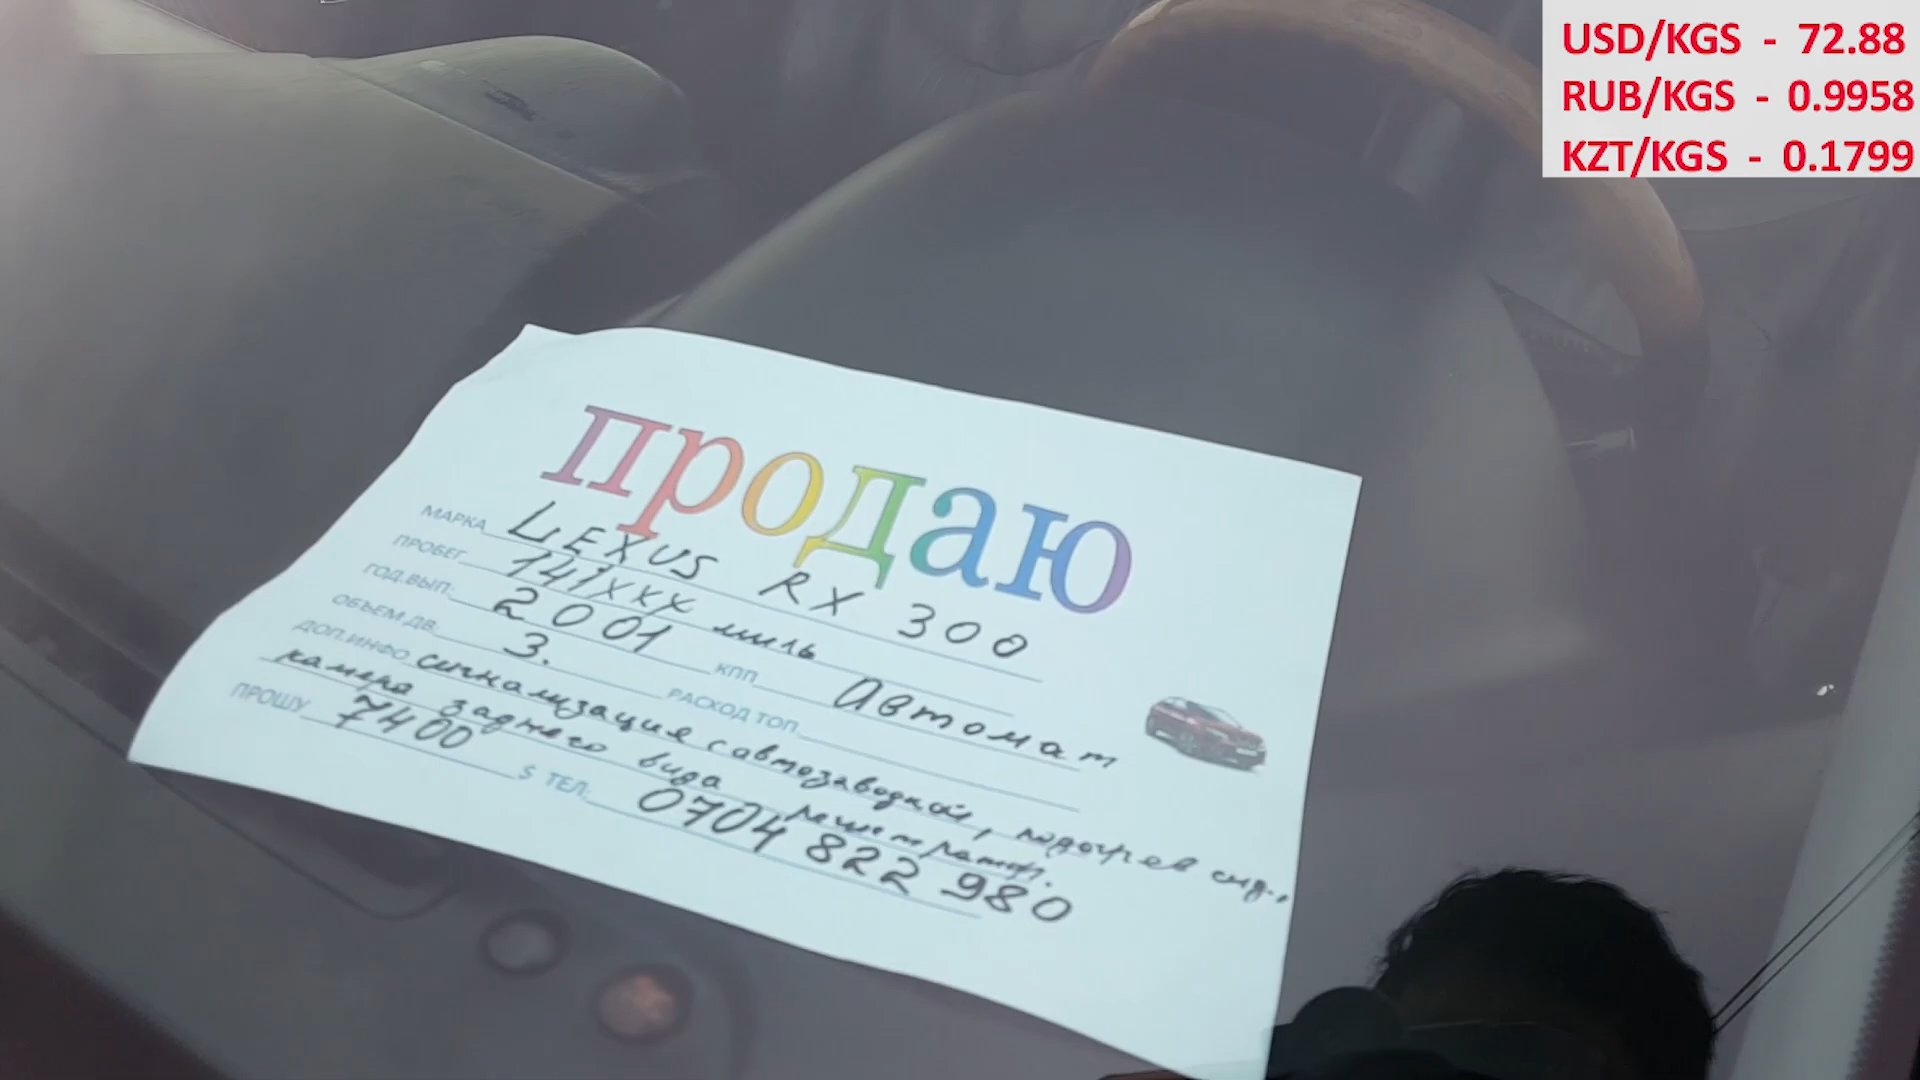 USD/KGS - 72.88
RUB/KGS - 0.9958
KZT/KGS - 0.1799
продаю
МАРКА LEXUS RX 300
ПРОБЕГ 141xxx миль
ГОД.ВЫП: 2001 КПП Автомат
ОБЪЕМ ДВ. 3. РАСХОД ТОП
ДОП.ИНФО сигнализация с автозаводкой, подогрев сид.,
камера заднего вида
ПРОШУ 7400 $ ТЕЛ: 0704 822 980